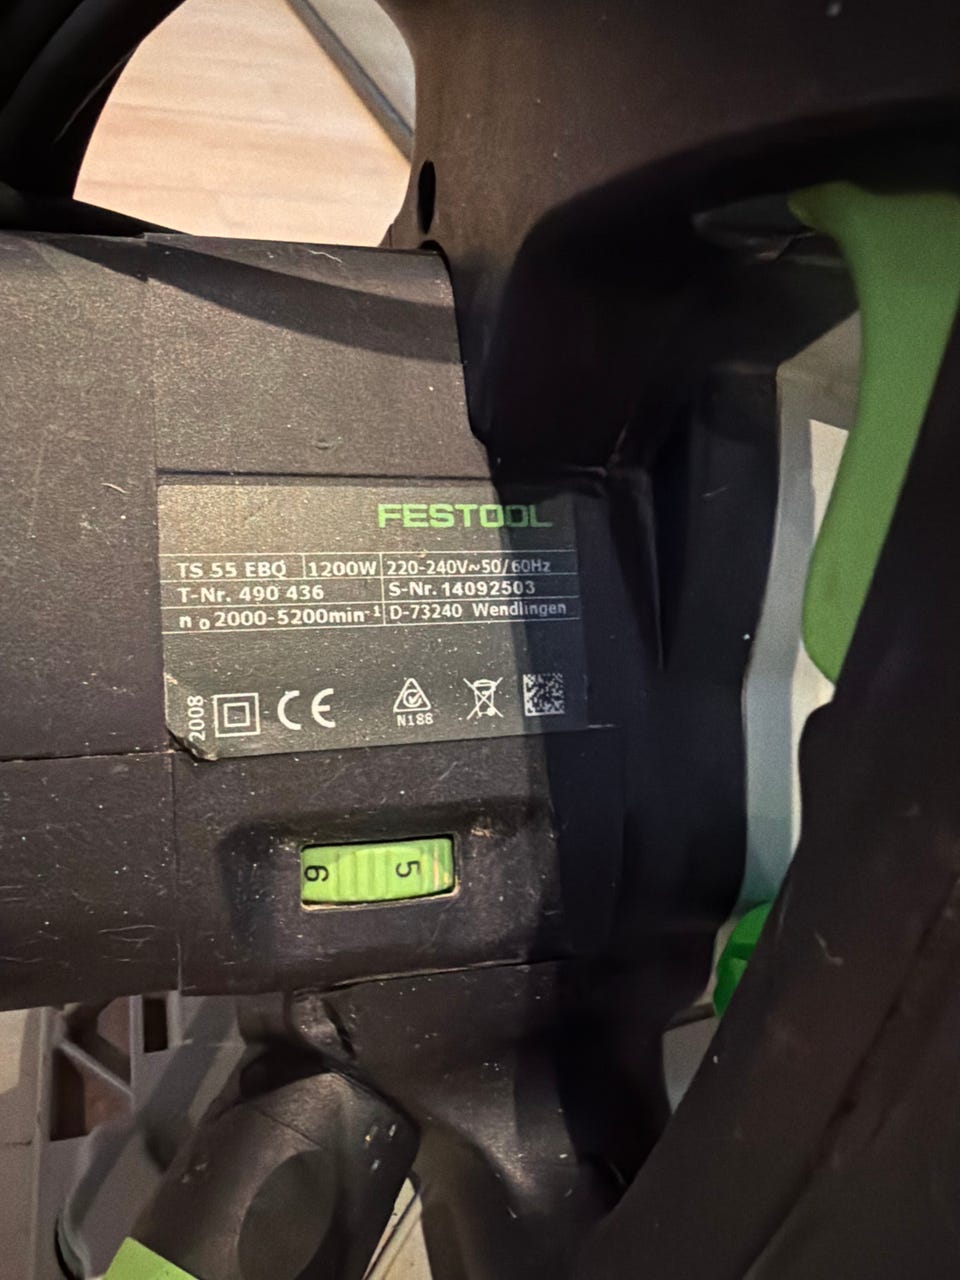 FESTOOL
TS 55 EBQ 1200W 220-240V~50/60Hz
T-Nr. 490 436 S-Nr. 14092503
n₀ 2000-5200min⁻¹ D-73240 Wendlingen
2008 CE N188
6 5